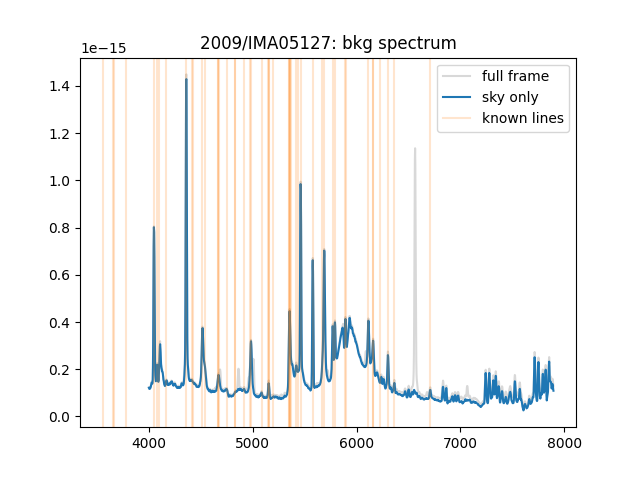 2009/IMA05127: bkg spectrum
1e−15
full frame
sky only
known lines
1.4
1.2
1.0
0.8
0.6
0.4
0.2
0.0
4000 5000 6000 7000 8000